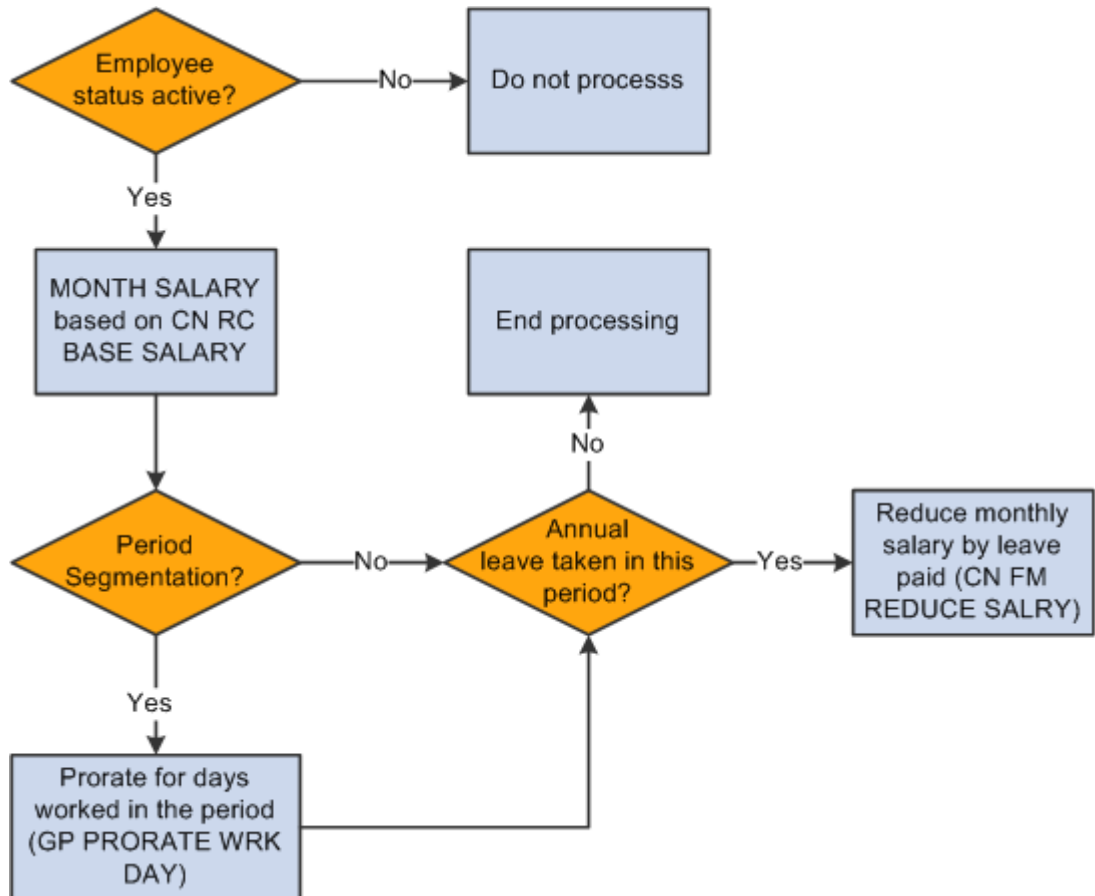 Employee
status active?
No
Do not processs
Yes
MONTH SALARY
based on CN RC
BASE SALARY
End processing
No
Period
Segmentation?
No
Annual
leave taken in this
period?
Yes
Reduce monthly
salary by leave
paid (CN FM
REDUCE SALRY)
Yes
Prorate for days
worked in the period
(GP PRORATE WRK
DAY)